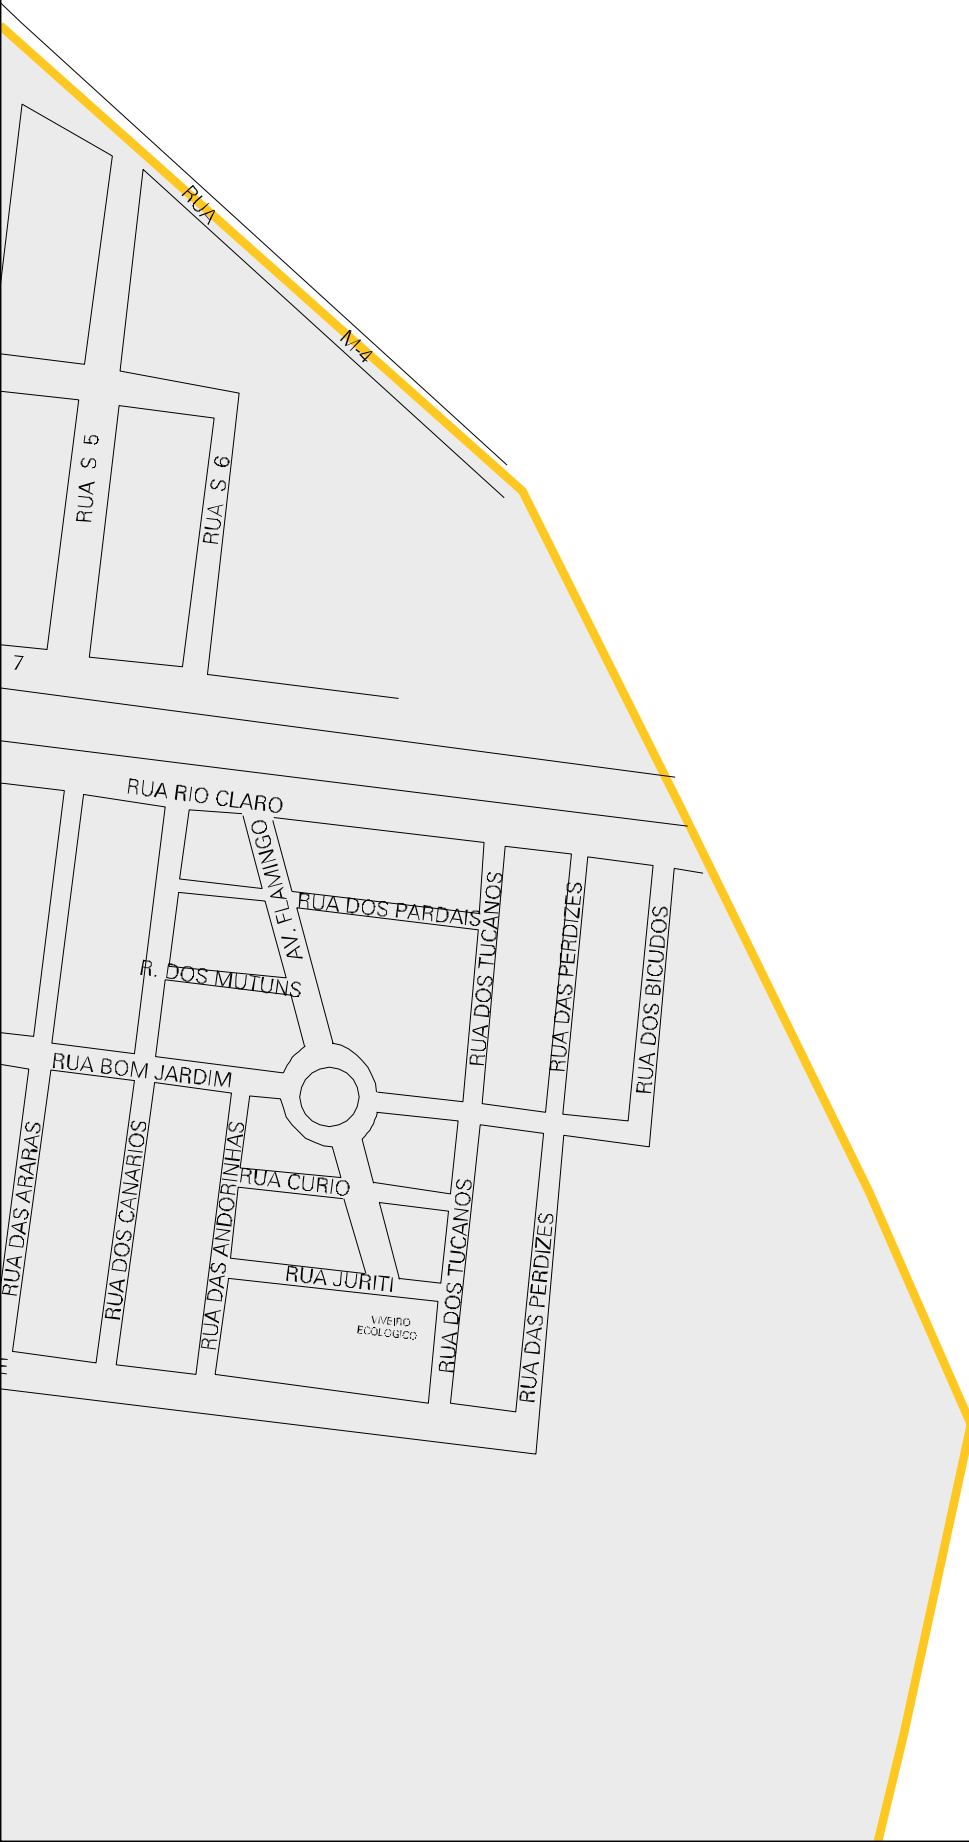 RUA
M-4
RUA S 5
RUA S 6
7
RUA RIO CLARO
AV. FLAMINGO
RUA DOS PARDAIS
RUA DOS TUCANOS
RUA DAS PERDIZES
RUA DOS BICUDOS
R. DOS MUTUNS
RUA BOM JARDIM
RUA DAS ARARAS
RUA DOS CANARIOS
RUA DAS ANDORINHAS
RUA CURIO
RUA DOS TUCANOS
RUA DAS PERDIZES
RUA JURITI
VIVEIRO
ECOLOGICO
E